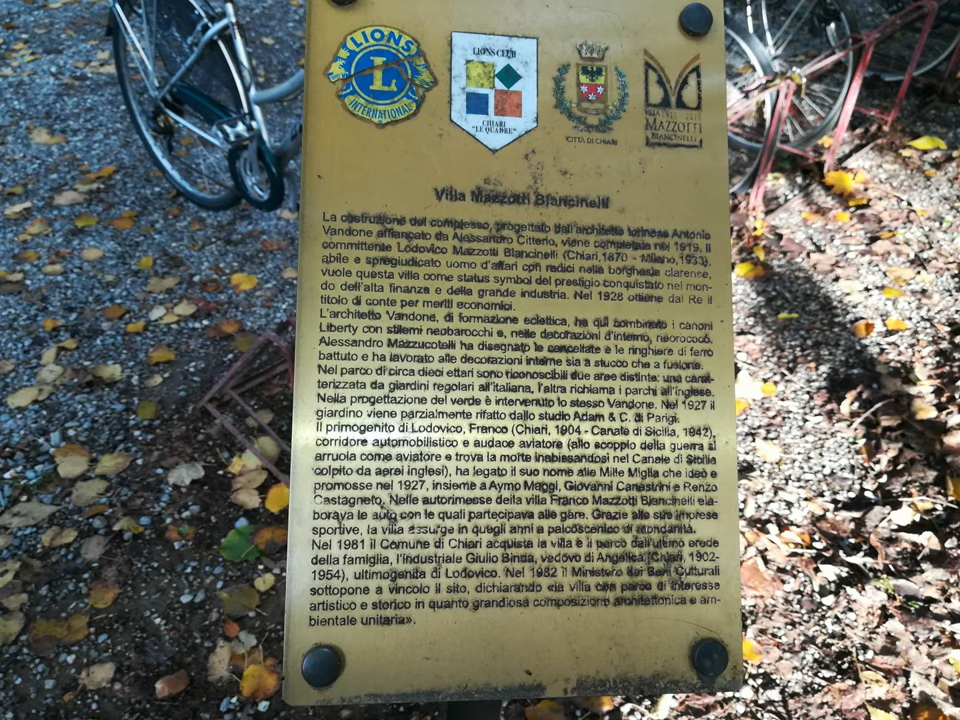 LIONS
L
INTERNATIONAL
LIONS CLUB
CHIARI
"LE QUADRE"
CITTÀ DI CHIARI
VILLA
MAZZOTTI
BIANCINELLI
Villa Mazzotti Biancinelli
La costruzione del complesso, progettato dall'architetto torinese Antonio
Vandone affiancato da Alessandro Citterio, viene completata nel 1919. Il
committente Lodovico Mazzotti Biancinelli (Chiari,1870 - Milano,1933),
abile e spregiudicato uomo d'affari con radici nella borghesia clarense,
vuole questa villa come status symbol del prestigio conquistato nel mon-
do dell'alta finanza e della grande industria. Nel 1928 ottiene dal Re il
titolo di conte per meriti economici.
L'architetto Vandone, di formazione eclettica, ha qui combinato i canoni
Liberty con stilemi neobarocchi e, nelle decorazioni d'interno, neorococò.
Alessandro Mazzucotelli ha disegnato le cancellate e le ringhiere di ferro
battuto e ha lavorato alle decorazioni interne sia a stucco che a fusione.
Nel parco di circa dieci ettari sono riconoscibili due aree distinte: una carat-
terizzata da giardini regolari all'italiana, l'altra richiama i parchi all'inglese.
Nella progettazione del verde è intervenuto lo stesso Vandone. Nel 1927 il
giardino viene parzialmente rifatto dallo studio Adam & C. di Parigi.
Il primogenito di Lodovico, Franco (Chiari, 1904 - Canale di Sicilia, 1942),
corridore automobilistico e audace aviatore (allo scoppio della guerra si
arruola come aviatore e trova la morte inabissandosi nel Canale di Sicilia
colpito da aerei inglesi), ha legato il suo nome alle Mille Miglia che ideò e
promosse nel 1927, insieme a Aymo Maggi, Giovanni Canestrini e Renzo
Castagneto. Nelle autorimesse della villa Franco Mazzotti Biancinelli ela-
borava le auto con le quali partecipava alle gare. Grazie alle sue imprese
sportive, la villa assurge in quegli anni a palcoscenico di mondanità.
Nel 1981 il Comune di Chiari acquista la villa e il parco dall'ultimo erede
della famiglia, l'industriale Giulio Binda, vedovo di Angelica (Chiari, 1902-
1954), ultimogenita di Lodovico. Nel 1982 il Ministero dei Beni Culturali
sottopone a vincolo il sito, dichiarando «la villa con parco di interesse
artistico e storico in quanto grandiosa composizione architettonica e am-
bientale unitaria».